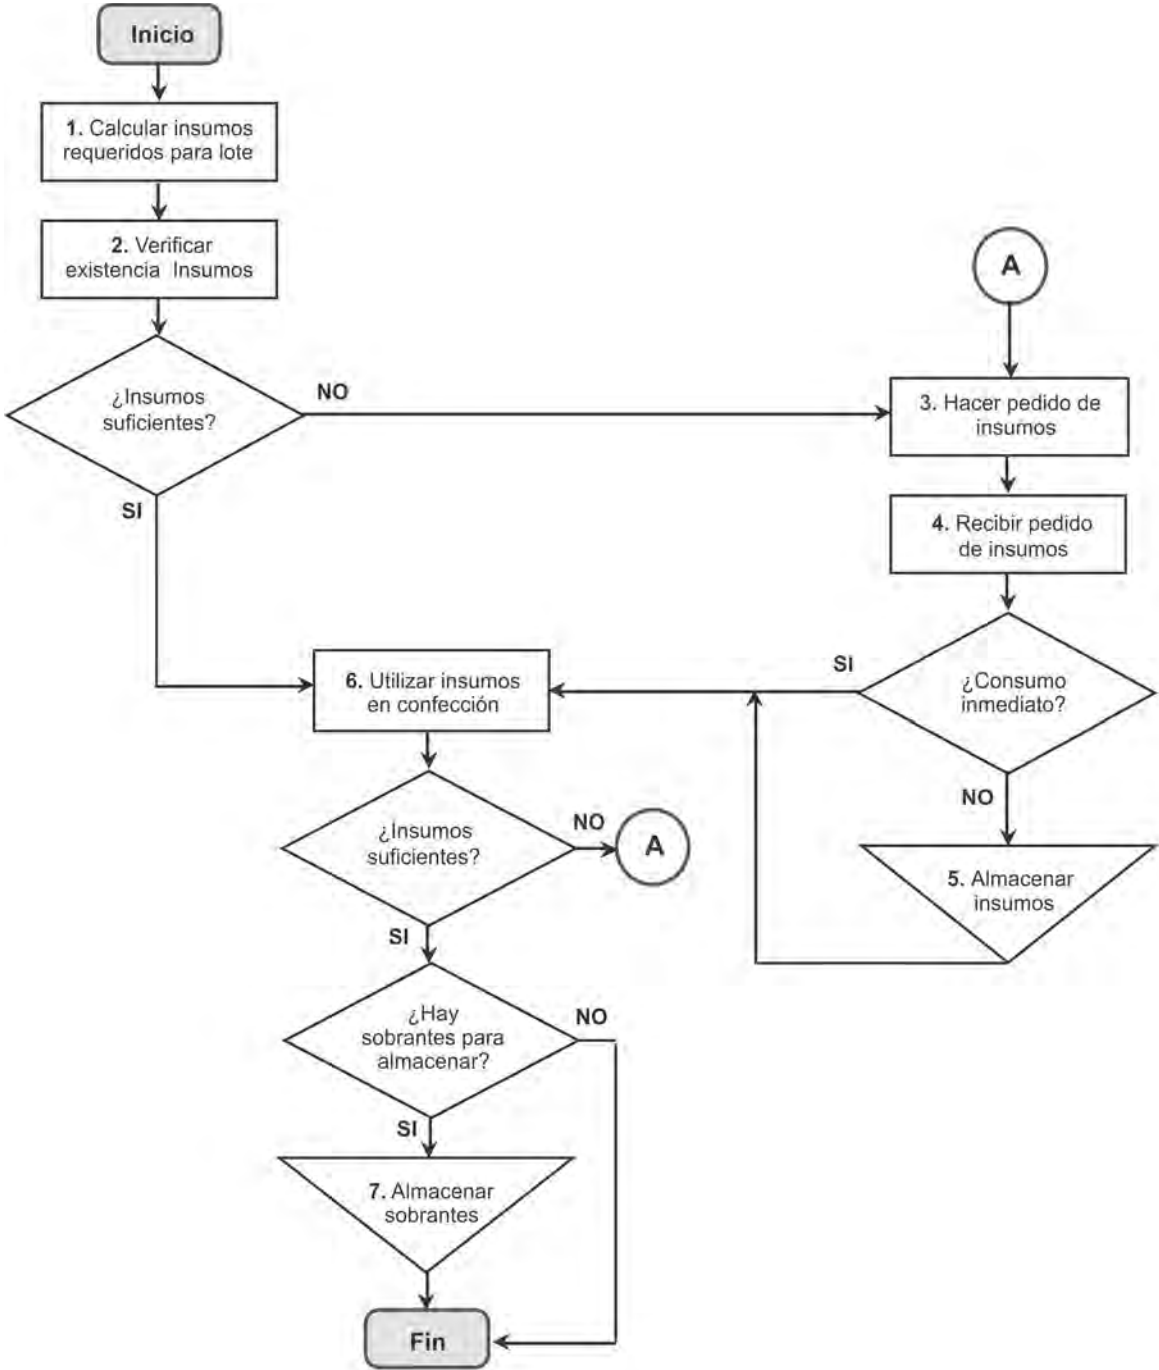 Inicio
1. Calcular insumos
requeridos para lote
2. Verificar
existencia Insumos
¿Insumos
suficientes?
NO
SI
A
3. Hacer pedido de
insumos
4. Recibir pedido
de insumos
¿Consumo
inmediato?
SI
NO
5. Almacenar
insumos
6. Utilizar insumos
en confección
¿Insumos
suficientes?
NO
A
SI
¿Hay
sobrantes para
almacenar?
NO
SI
7. Almacenar
sobrantes
Fin